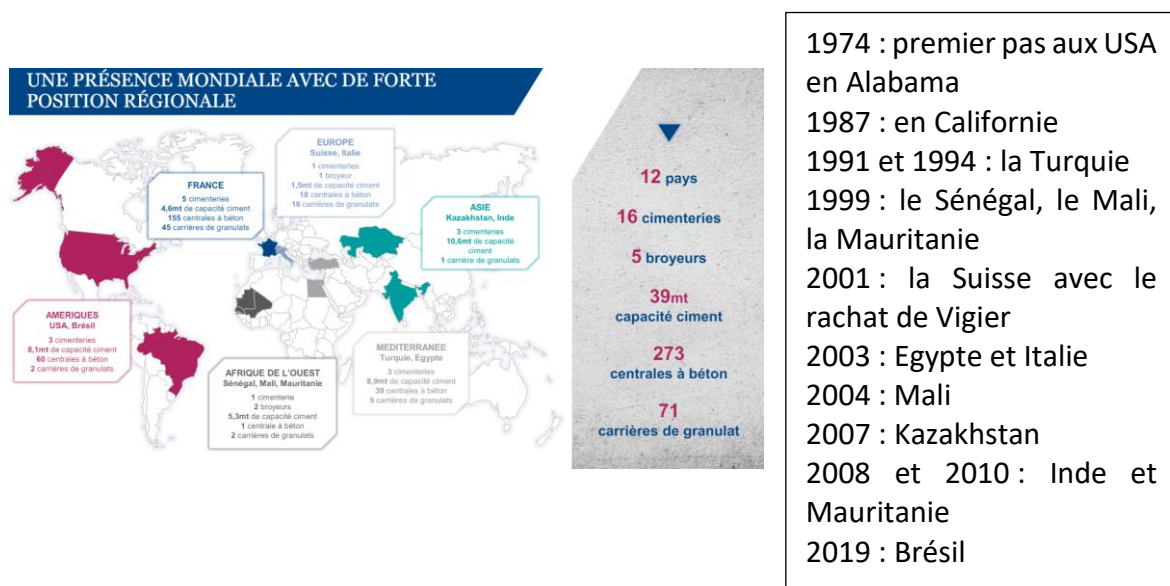 UNE PRÉSENCE MONDIALE AVEC DE FORTE
POSITION RÉGIONALE
EUROPE
Suisse, Italie
1 cimenteries
1 broyeur
1,5mt de capacité ciment
18 centrales à béton
16 carrières de granulats
FRANCE
5 cimenteries
4,6mt de capacité ciment
155 centrales à béton
45 carrières de granulats
ASIE
Kazakhstan, Inde
3 cimenteries
10,6mt de capacité
ciment
1 carrière de granulats
AMERIQUES
USA, Brésil
3 cimenteries
8,1mt de capacité ciment
60 centrales à béton
2 carrières de granulats
AFRIQUE DE L'OUEST
Sénégal, Mali, Mauritanie
1 cimenterie
2 broyeurs
5,3mt de capacité ciment
1 centrale à béton
2 carrières de granulats
MEDITERRANEE
Turquie, Egypte
3 cimenteries
8,9mt de capacité ciment
39 centrales à béton
5 carrières de granulats
12 pays
16 cimenteries
5 broyeurs
39mt
capacité ciment
273
centrales à béton
71
carrières de granulat
1974 : premier pas aux USA
en Alabama
1987 : en Californie
1991 et 1994 : la Turquie
1999 : le Sénégal, le Mali,
la Mauritanie
2001 : la Suisse avec le
rachat de Vigier
2003 : Egypte et Italie
2004 : Mali
2007 : Kazakhstan
2008 et 2010 : Inde et
Mauritanie
2019 : Brésil